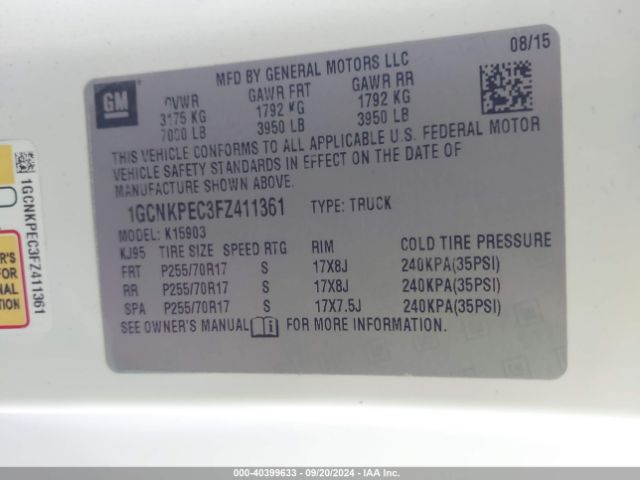 08/15
MFD BY GENERAL MOTORS LLC
GM
GVWR GAWR FRT GAWR RR
3175 KG 1792 KG 1792 KG
7000 LB 3950 LB 3950 LB
THIS VEHICLE CONFORMS TO ALL APPLICABLE U.S. FEDERAL MOTOR
VEHICLE SAFETY STANDARDS IN EFFECT ON THE DATE OF
MANUFACTURE SHOWN ABOVE.
1GCNKPEC3FZ411361 TYPE: TRUCK
MODEL: K15903
KJ95 TIRE SIZE SPEED RTG RIM COLD TIRE PRESSURE
FRT P255/70R17 S 17X8J 240KPA(35PSI)
RR P255/70R17 S 17X8J 240KPA(35PSI)
SPA P255/70R17 S 17X7.5J 240KPA(35PSI)
SEE OWNER'S MANUAL FOR MORE INFORMATION.
1GCNKPEC3FZ411361
FOR
000-40399633 - 09/20/2024 - IAA Inc.